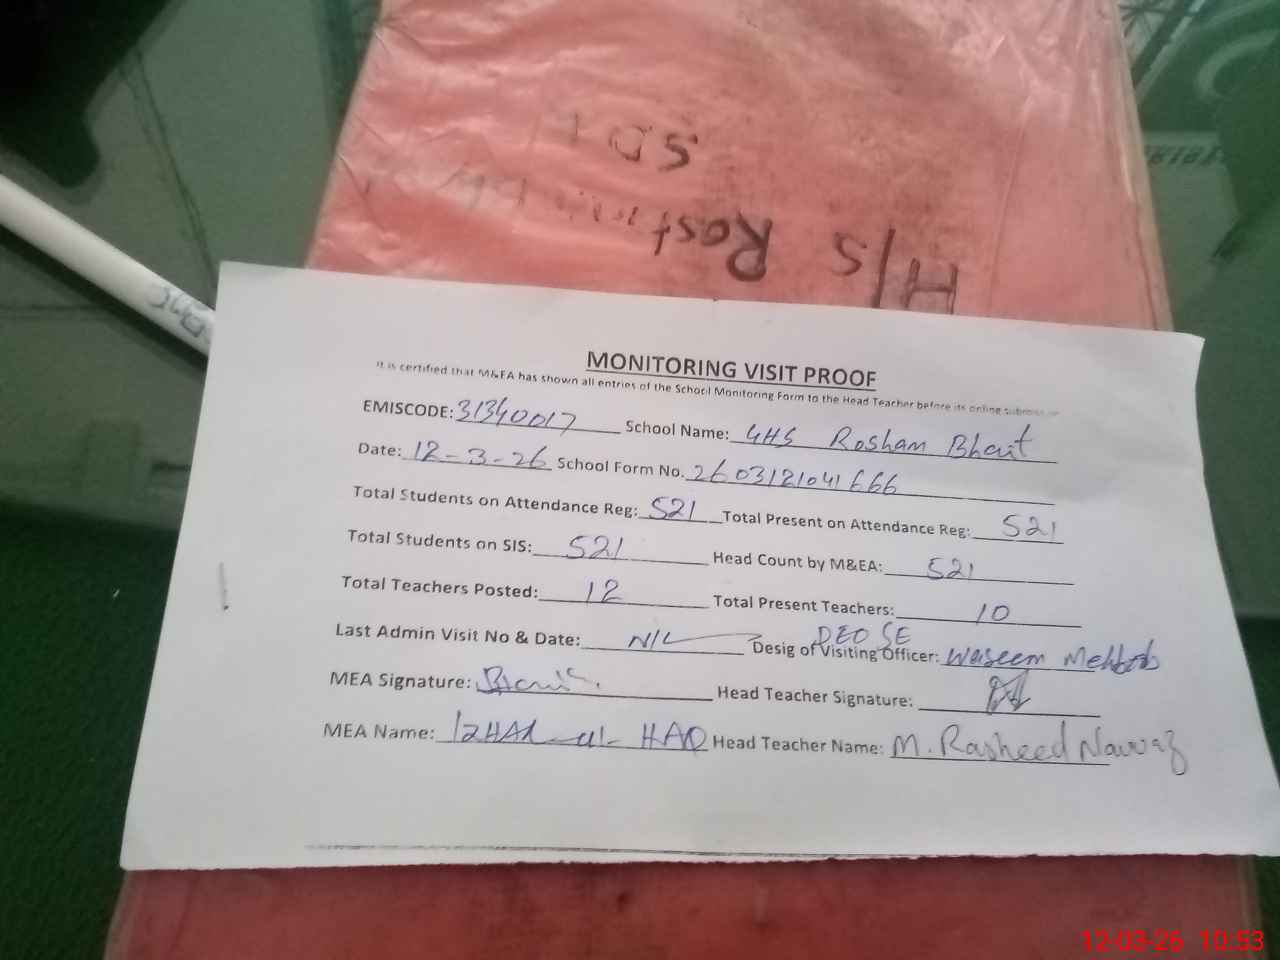 SDA
H/S Rosh
MONITORING VISIT PROOF
It is certified that M&EA has shown all entries of the School Monitoring Form to the Head Teacher before its online submission
EMISCODE: 31340017 School Name: GHS Rosham Bhait
Date: 12-3-26 School Form No. 2603121041666
Total Students on Attendance Reg: 521 Total Present on Attendance Reg: 521
Total Students on SIS: 521 Head Count by M&EA: 521
Total Teachers Posted: 12 Total Present Teachers: 10
DEO SE
Last Admin Visit No & Date: NIL Desig of Visiting Officer: Waseem Mehboob
MEA Signature: Head Teacher Signature:
MEA Name: IZHAR-ul-HAQ Head Teacher Name: M. Rasheed Nawaz
12-03-26 10:53